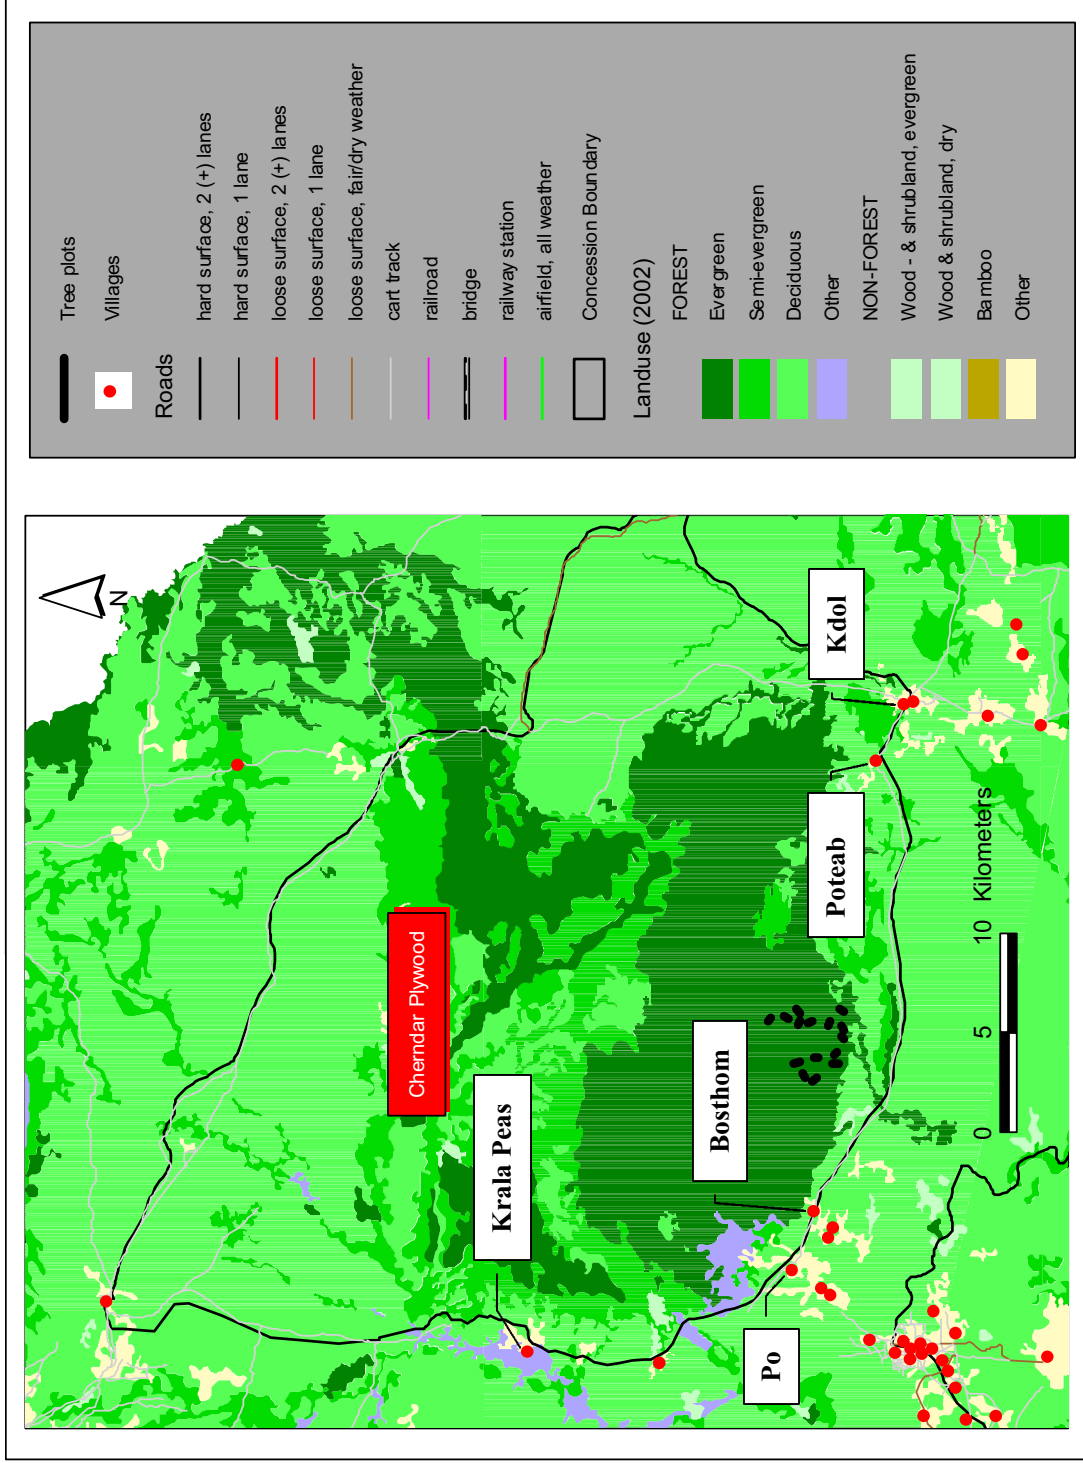 Tree plots
Villages
Roads
hard surface, 2 (+) lanes
hard surface, 1 lane
loose surface, 2 (+) lanes
loose surface, 1 lane
loose surface, fair/dry weather
cart track
railroad
bridge
railway station
airfield, all weather
Concession Boundary
Landuse (2002)
FOREST
Evergreen
Semi-evergreen
Deciduous
Other
NON-FOREST
Wood - & shrubland, evergreen
Wood & shrubland, dry
Bamboo
Other
N
Cherndar Plywood
Krala Peas
Bosthom
Po
Poteab
Kdol
0 5 10 Kilometers